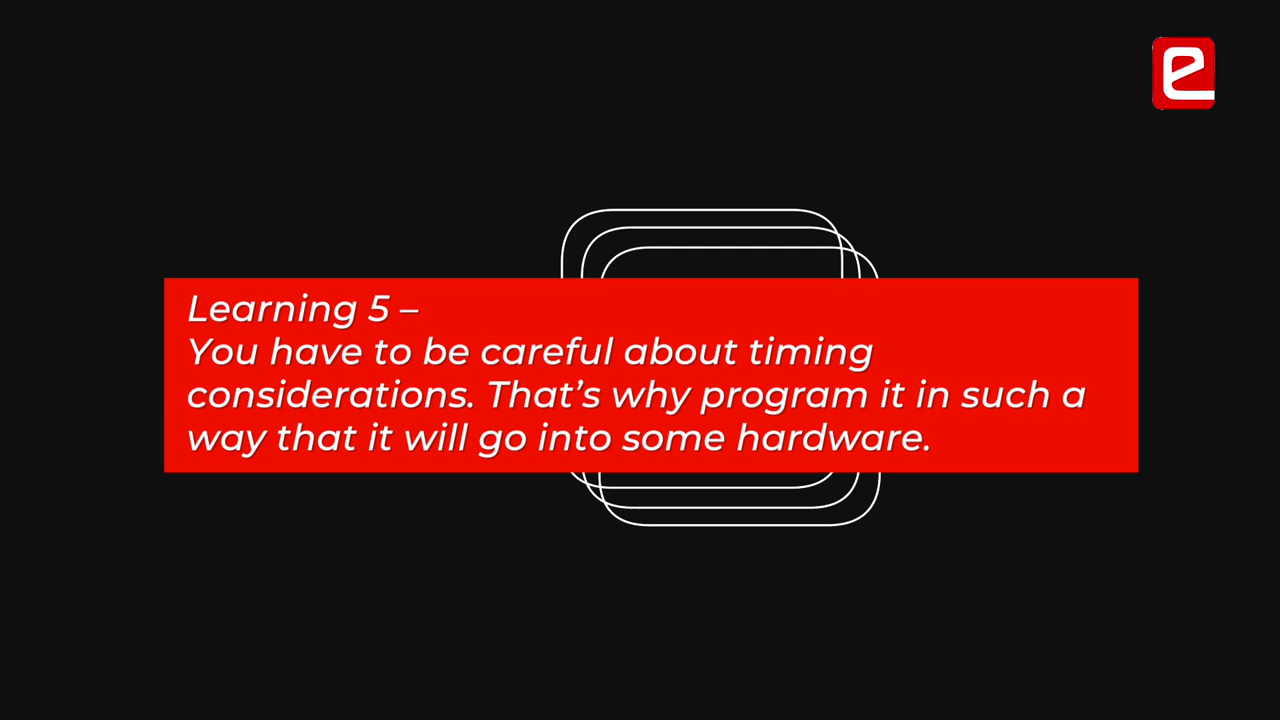 e
Learning 5 –
You have to be careful about timing
considerations. That’s why program it in such a
way that it will go into some hardware.